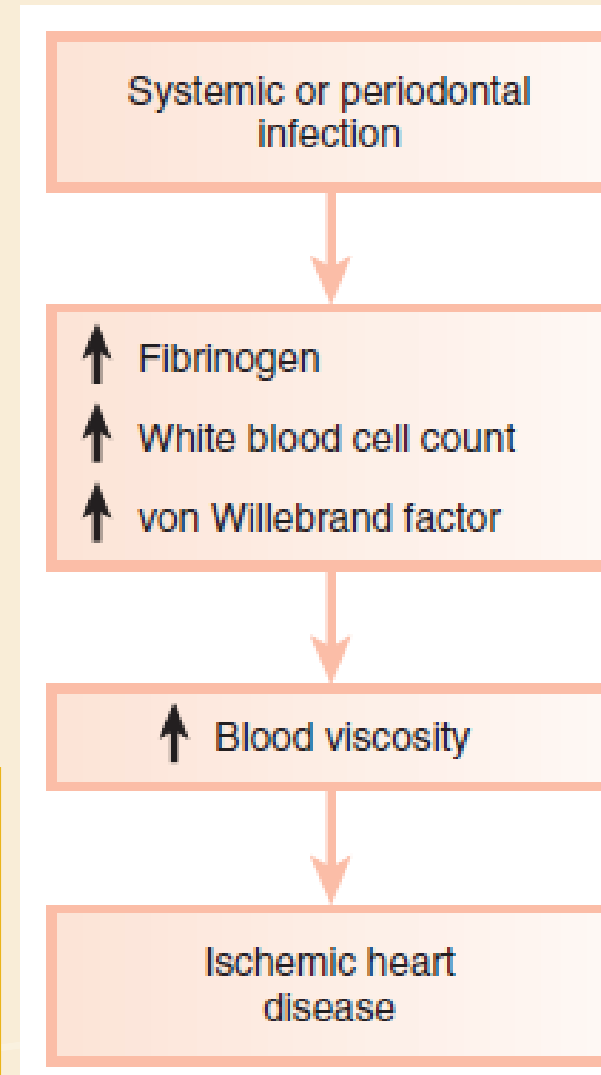 Systemic or periodontal
infection
Fibrinogen
White blood cell count
von Willebrand factor
Blood viscosity
Ischemic heart
disease